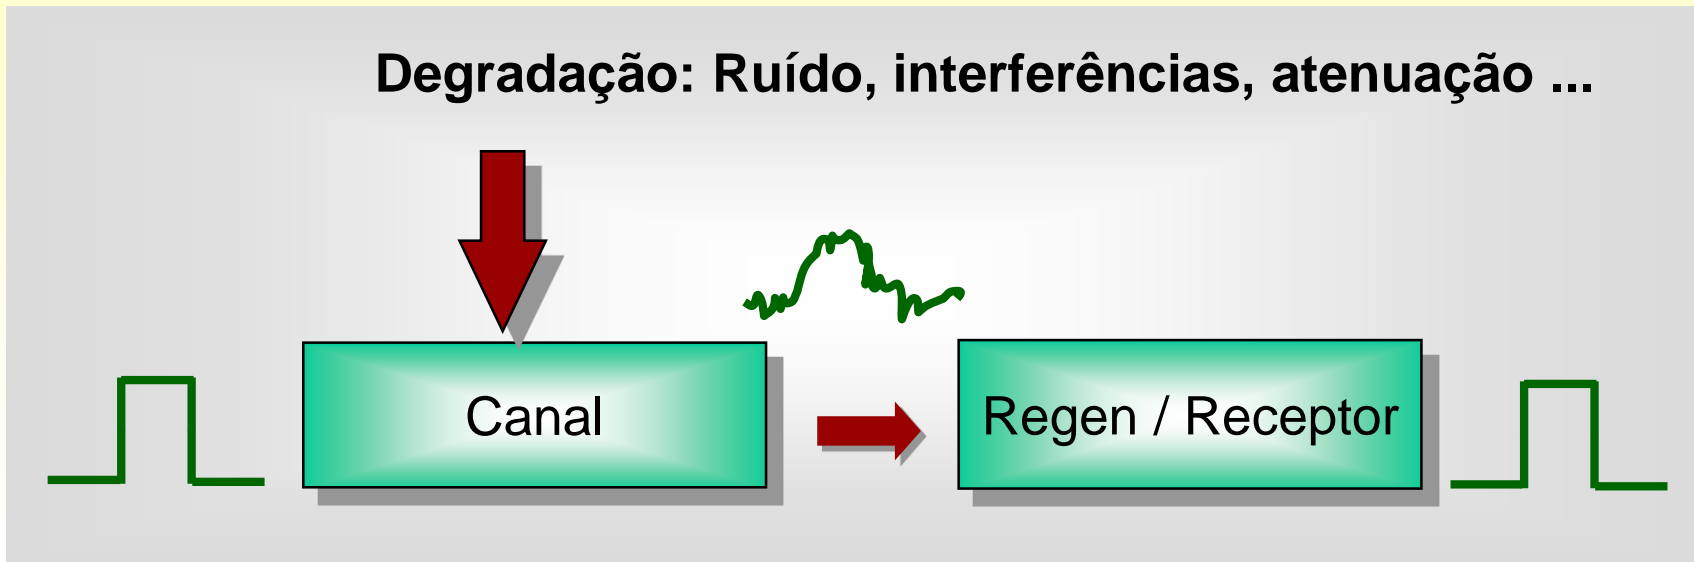 Degradação: Ruído, interferências, atenuação ...
Canal
Regen / Receptor